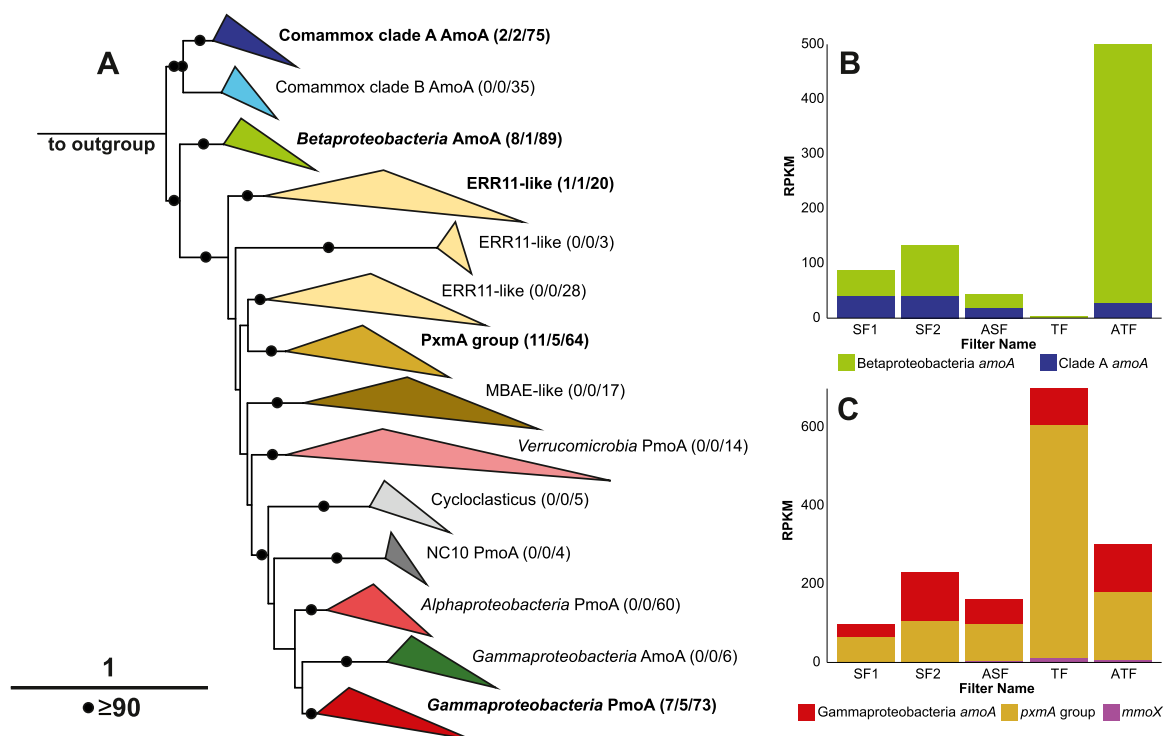 A
Comammox clade A AmoA (2/2/75)
Comammox clade B AmoA (0/0/35)
to outgroup
Betaproteobacteria AmoA (8/1/89)
ERR11-like (1/1/20)
ERR11-like (0/0/3)
ERR11-like (0/0/28)
PxmA group (11/5/64)
MBAE-like (0/0/17)
Verrucomicrobia PmoA (0/0/14)
Cycloclasticus (0/0/5)
NC10 PmoA (0/0/4)
Alphaproteobacteria PmoA (0/0/60)
Gammaproteobacteria AmoA (0/0/6)
Gammaproteobacteria PmoA (7/5/73)
1
≥90
B
RPKM
500
400
300
200
100
0
SF1 SF2 ASF TF ATF
Filter Name
Betaproteobacteria amoA Clade A amoA
C
RPKM
600
400
200
0
SF1 SF2 ASF TF ATF
Filter Name
Gammaproteobacteria amoA pxmA group mmoX